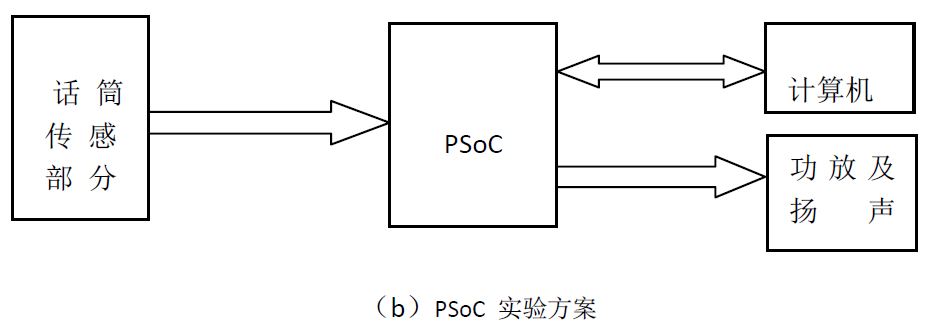 话 筒
传 感
部 分
PSoC
计算机
功 放 及
扬 声
（b）PSoC 实验方案